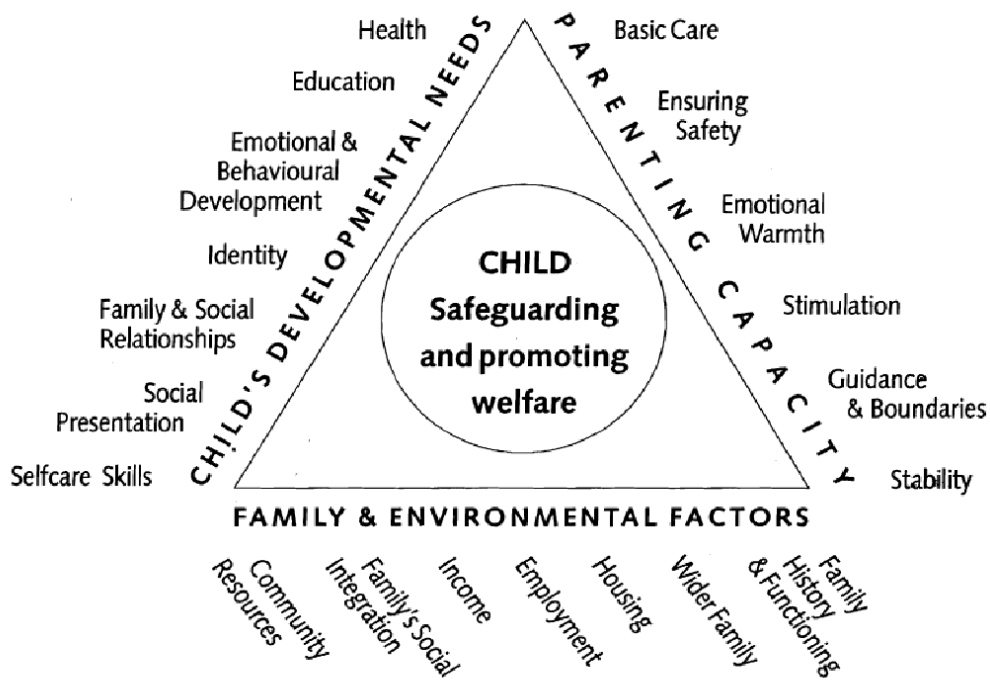 Health
Education
Emotional &
Behavioural
Development
Identity
Family & Social
Relationships
Social
Presentation
Selfcare Skills
CHILD'S DEVELOPMENTAL NEEDS
CHILD
Safeguarding
and promoting
welfare
PARENTING CAPACITY
Basic Care
Ensuring
Safety
Emotional
Warmth
Stimulation
Guidance
& Boundaries
Stability
FAMILY & ENVIRONMENTAL FACTORS
Community
Resources
Family's Social
Integration
Income
Employment
Housing
Wider Family
Family
History
& Functioning